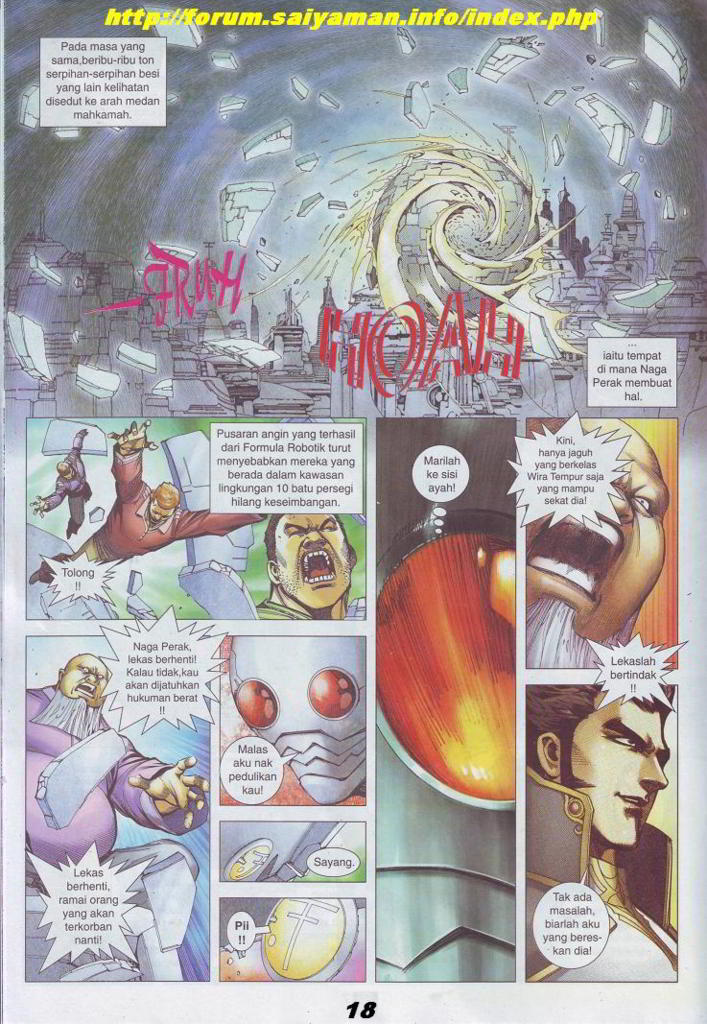 http://forum.saiyaman.info/index.php
Pada masa yang
sama,beribu-ribu ton
serpihan-serpihan besi
yang lain kelihatan
disedut ke arah medan
mahkamah.
FRUH
HOAH
...
iaitu tempat
di mana Naga
Perak membuat
hal.
Pusaran angin yang terhasil
dari Formula Robotik turut
menyebabkan mereka yang
berada dalam kawasan
lingkungan 10 batu persegi
hilang keseimbangan.
Tolong
!!
Naga Perak,
lekas berhenti!
Kalau tidak,kau
akan dijatuhkan
hukuman berat
!!
Lekas
berhenti,
ramai orang
yang akan
terkorban
nanti!
Malas
aku nak
pedulikan
kau!
Sayang.
Pii
!!
Marilah
ke sisi
ayah!
Kini,
hanya jaguh
yang berkelas
Wira Tempur saja
yang mampu
sekat dia!
Lekaslah
bertindak
!!
Tak ada
masalah,
biarlah aku
yang beres-
kan dia!
18